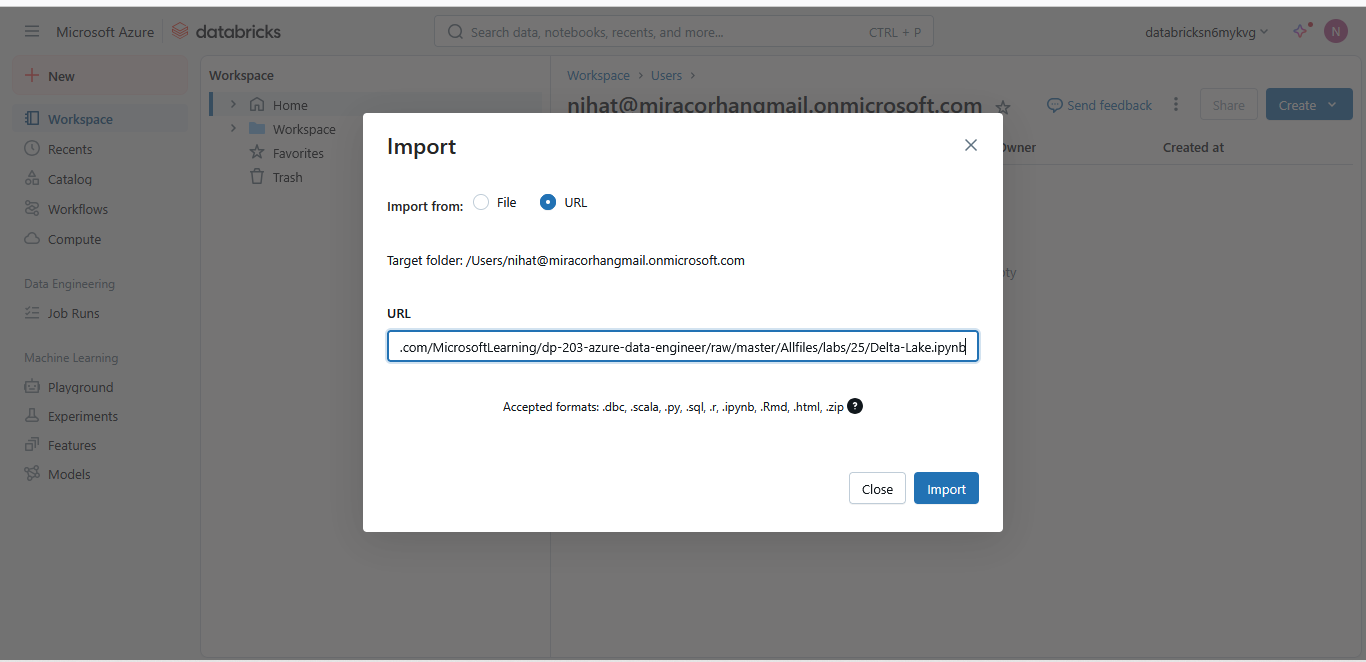 Microsoft Azure
databricks
Search data, notebooks, recents, and more...
CTRL + P
databricksn6mykvg
N
New
Workspace
Recents
Catalog
Workflows
Compute
Data Engineering
Job Runs
Machine Learning
Playground
Experiments
Features
Models
Workspace
Home
Workspace
Favorites
Trash
Workspace > Users >
nihat@miracorhangmail.onmicrosoft.com
Send feedback
Share
Create
Owner
Created at
Import
Import from:
File
URL
Target folder: /Users/nihat@miracorhangmail.onmicrosoft.com
URL
.com/MicrosoftLearning/dp-203-azure-data-engineer/raw/master/Allfiles/labs/25/Delta-Lake.ipynb
Accepted formats: .dbc, .scala, .py, .sql, .r, .ipynb, .Rmd, .html, .zip ?
Close
Import